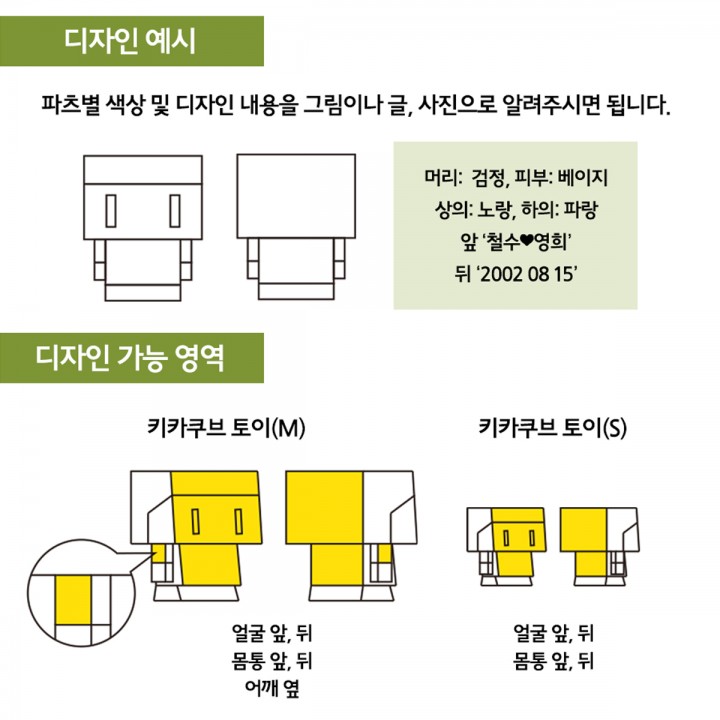 디자인 예시
파츠별 색상 및 디자인 내용을 그림이나 글, 사진으로 알려주시면 됩니다.
머리: 검정, 피부: 베이지
상의: 노랑, 하의: 파랑
앞 ‘철수♥영희’
뒤 ‘2002 08 15’
디자인 가능 영역
키카쿠브 토이(M)
키카쿠브 토이(S)
얼굴 앞, 뒤
몸통 앞, 뒤
어깨 옆
얼굴 앞, 뒤
몸통 앞, 뒤